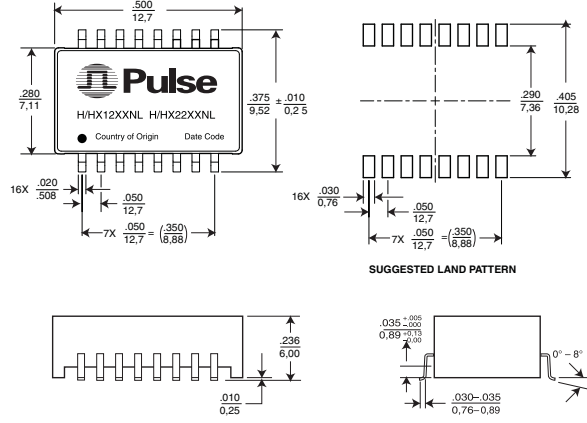 .500
12,7
Pulse
H/HX12XXNL H/HX22XXNL
Country of Origin Date Code
.280
7,11
.375 ± .010
9,52 0,2 5
16X .020
.508
.050
12,7
7X .050 = (.350)
12,7 8,88
.290
7,36
.405
10,28
16X .030
0,76
.050
12,7
7X .050 =(.350)
12,7 8,88
SUGGESTED LAND PATTERN
.236
6,00
.010
0,25
.035 +.005
-.000
0,89 +0,13
-0,00
0° – 8°
.030–.035
0,76–0,89